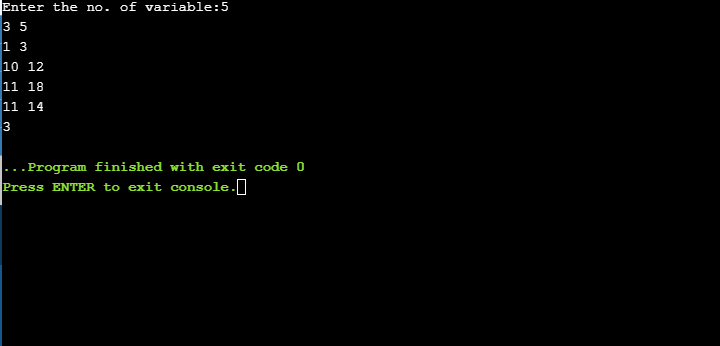 Enter the no. of variable:5
3 5
1 3
10 12
11 18
11 14
3
...Program finished with exit code 0
Press ENTER to exit console.